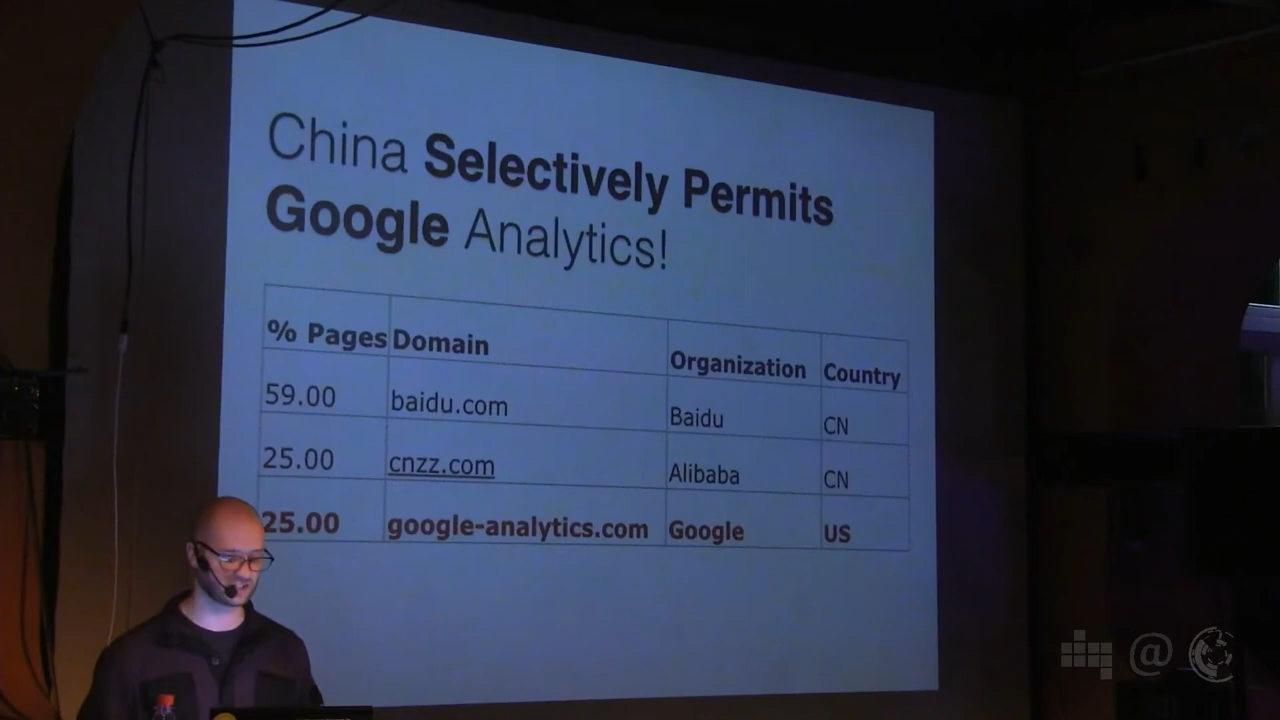 China Selectively Permits
Google Analytics!
% Pages Domain Organization Country
59.00 baidu.com Baidu CN
25.00 cnzz.com Alibaba CN
25.00 google-analytics.com Google US
@